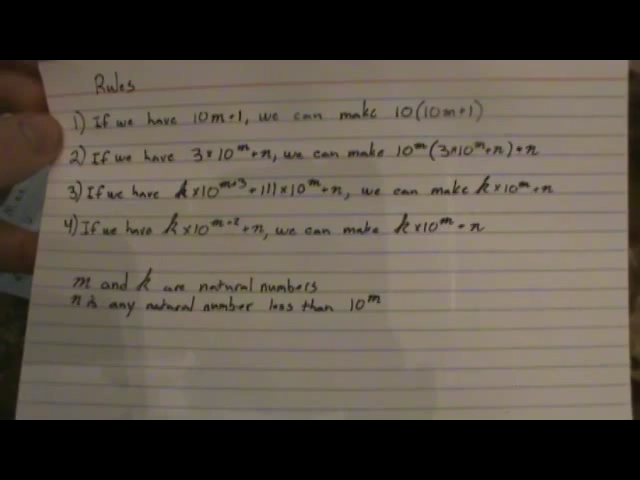 Rules
1) If we have 10m+1, we can make 10(10m+1)
2) If we have 3×10^m+n, we can make 10^m(3×10^m+n)+n
3) If we have k×10^(m+3)+111×10^m+n, we can make k×10^m+n
4) If we have k×10^(m+2)+n, we can make k×10^m+n
m and k are natural numbers
n is any natural number less than 10^m